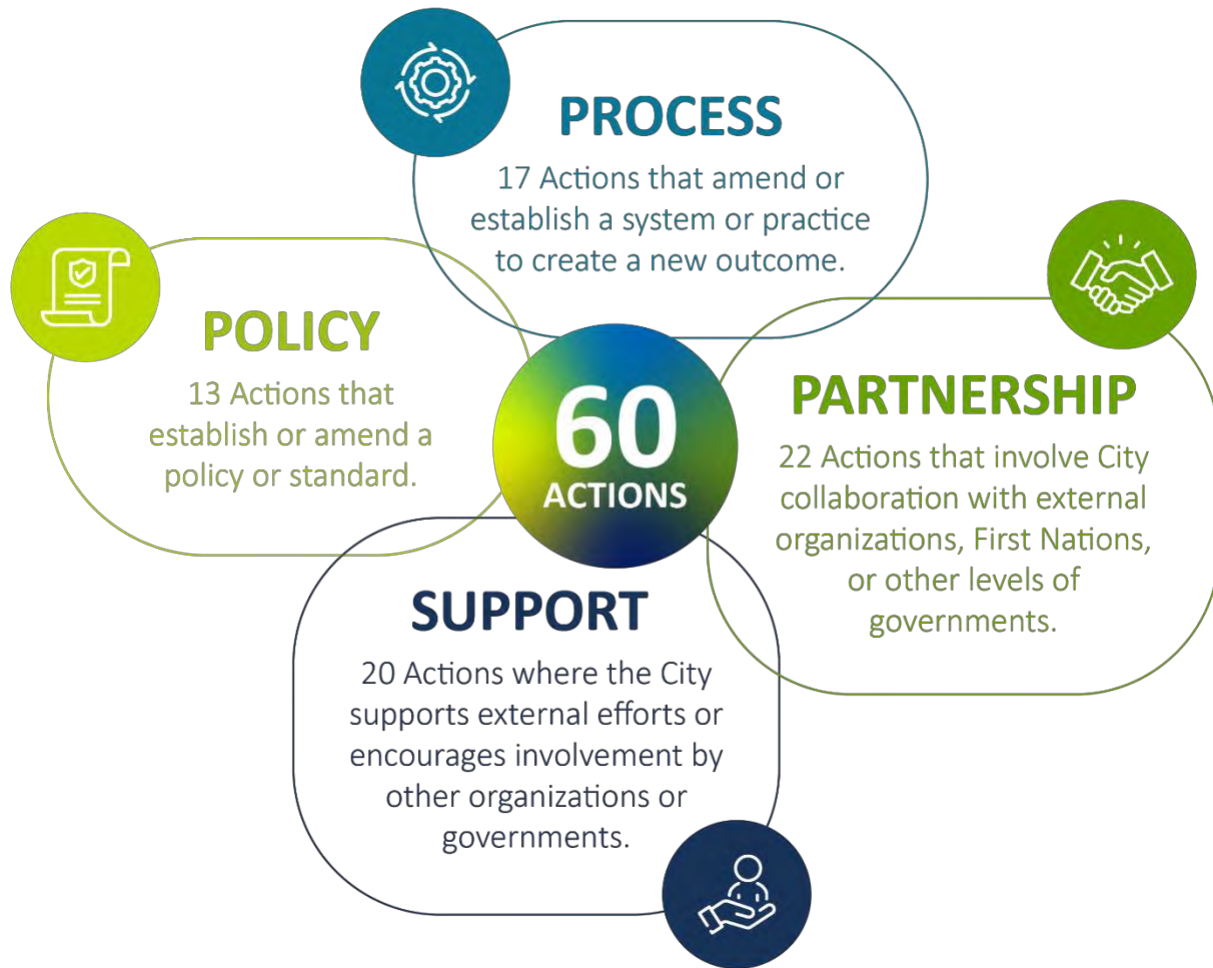 PROCESS
17 Actions that amend or
establish a system or practice
to create a new outcome.
POLICY
13 Actions that
establish or amend a
policy or standard.
60
ACTIONS
PARTNERSHIP
22 Actions that involve City
collaboration with external
organizations, First Nations,
or other levels of
governments.
SUPPORT
20 Actions where the City
supports external efforts or
encourages involvement by
other organizations or
governments.